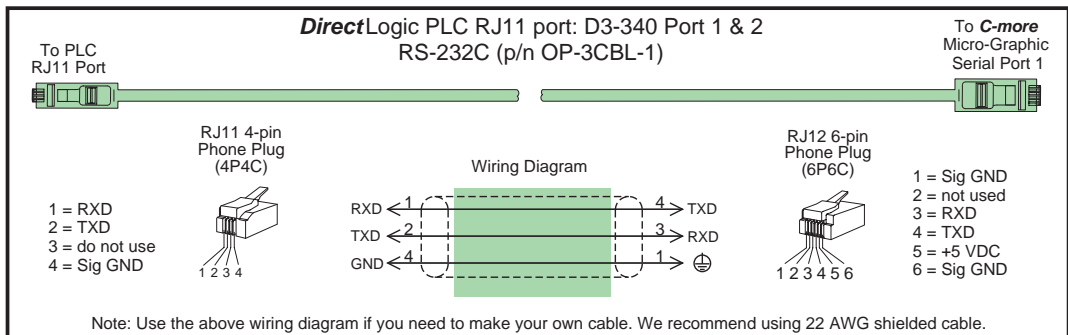 DirectLogic PLC RJ11 port: D3-340 Port 1 & 2
RS-232C (p/n OP-3CBL-1)
To PLC
RJ11 Port
To C-more
Micro-Graphic
Serial Port 1
RJ11 4-pin
Phone Plug
(4P4C)
1 = RXD
2 = TXD
3 = do not use
4 = Sig GND
1 2 3 4
Wiring Diagram
RXD 1 4 TXD
TXD 2 3 RXD
GND 4 1
RJ12 6-pin
Phone Plug
(6P6C)
1 2 3 4 5 6
1 = Sig GND
2 = not used
3 = RXD
4 = TXD
5 = +5 VDC
6 = Sig GND
Note: Use the above wiring diagram if you need to make your own cable. We recommend using 22 AWG shielded cable.